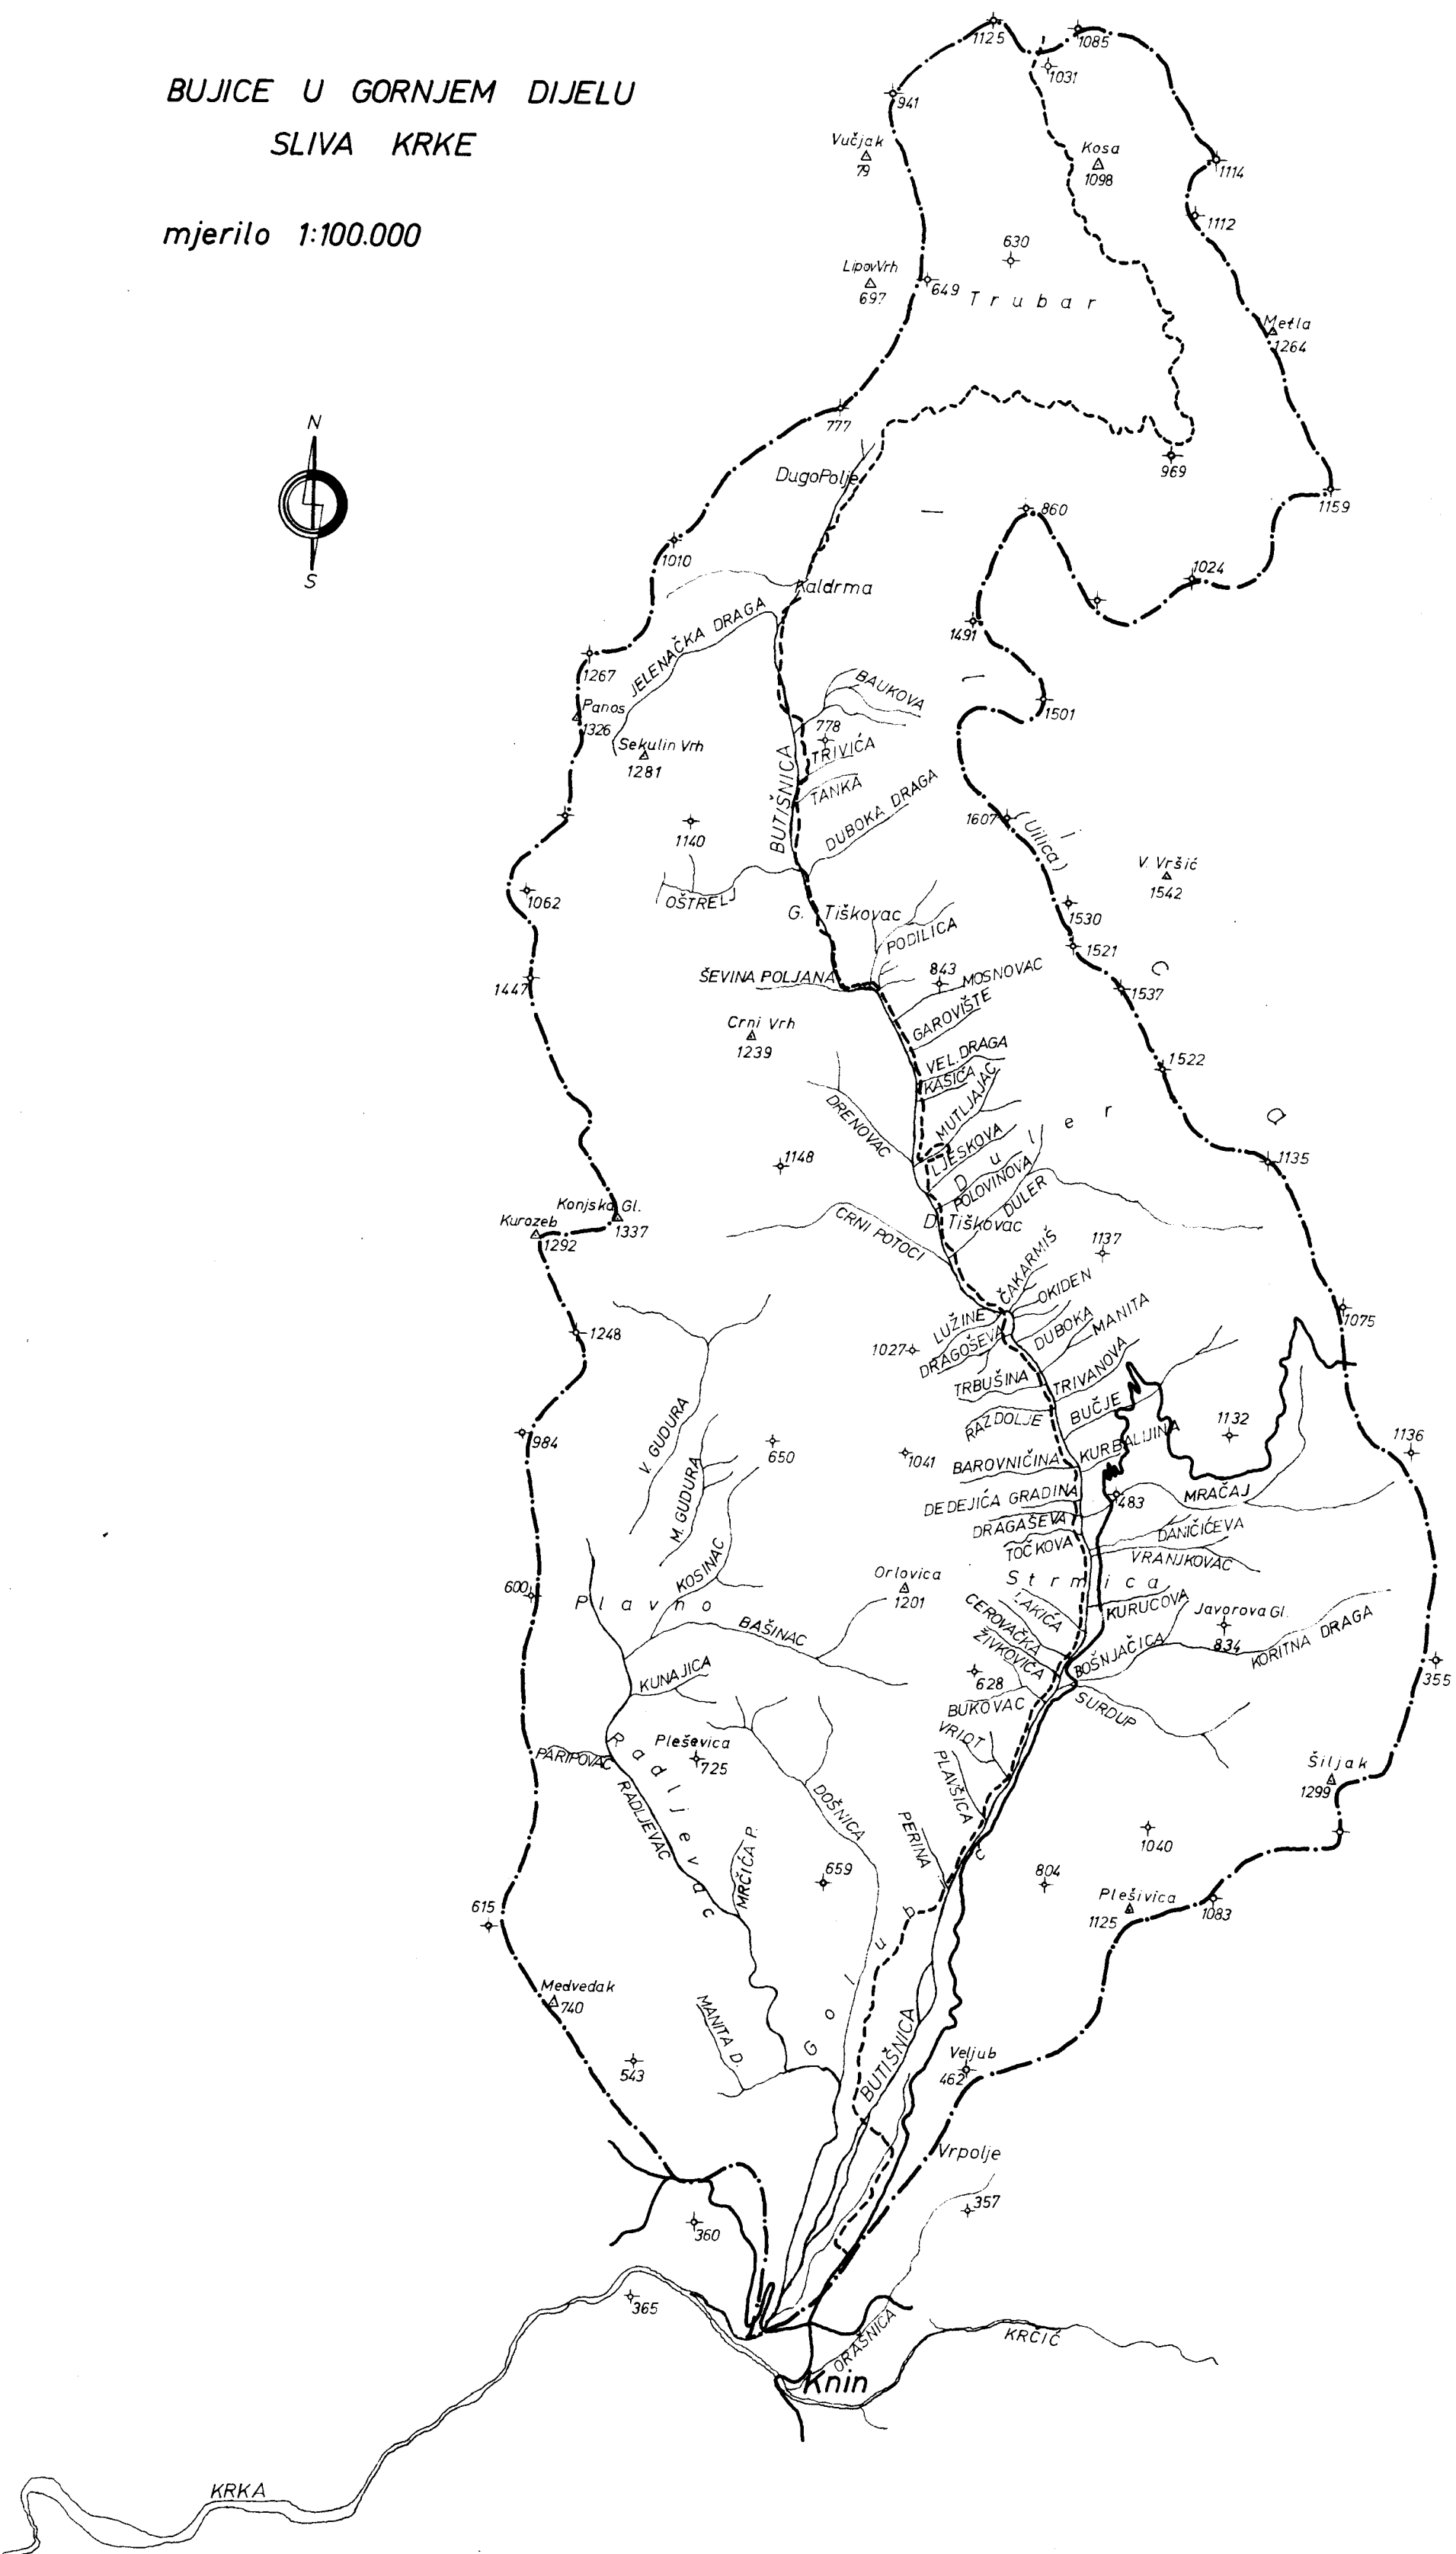 BUJICE U GORNJEM DIJELU
SLIVA KRKE
mjerilo 1:100.000
1125
1085
1031
941
Vučjak
79
Kosa
1098
1114
1112
630
Lipov Vrh
697
649
Trubar
Metla
1264
777
N
S
969
Dugo Polje
1159
860
1010
1024
Kaldrma
JELENAČKA DRAGA
1491
1267
BAUKOVA
1501
Panos
1326
778
Sekulin Vrh
1281
TRIVIĆA
TANKA
BUTIŠNICA
DUBOKA DRAGA
1607
(Uilica)
1140
V. Vršić
1542
OŠTRELJ
1062
G. Tiškovac
1530
PODILICA
1521
ŠEVINA POLJANA
843
MOSNOVAC
1447
1537
GAROVIŠTE
Crni Vrh
1239
VEL. DRAGA
KASIĆA
1522
MUTLJAJAC
DRENOVAC
LJESKOVA
Duler
1148
POLOVINOVA
1135
DULER
Konjska Gl.
1337
Kurozeb
1292
CRNI POTOCI
D. Tiškovac
1137
ČAKARMIŠ
OKIDEN
LUŽINE
DUBOKA
MANITA
1075
1248
1027
DRAGOŠEVA
TRBUŠINA
TRIVANOVA
RAZDOLJE
BUČJE
1132
984
V. GUDURA
650
1041
KURBALIJINA
1136
BAROVNIČINA
M. GUDURA
DEDEJIĆA GRADINA
483
MRAČAJ
DRAGAŠEVA
DANIČIĆEVA
TOČKOVA
VRANJKOVAC
KOSINAC
Orlovica
1201
Strmica
600
Plavno
LAKIĆA
KURUCOVA
Javorova Gl.
834
CEROVAČKA
BAŠINAC
ŽIVKOVIĆA
BOŠNJAČICA
KORITNA DRAGA
355
KUNAJICA
628
BUKOVAC
SURDUP
VRIOT
Radljevac
Plešević​a
725
PARIPOVAC
Šiljak
1299
RADLJEVAC
DOŠNICA
PLAVŠICA
PERINA
1040
MRČIĆA P.
659
804
Plešivica
1125
1083
615
Golubić
Medvedak
740
MANITA D.
543
BUTIŠNICA
Veljub
462
Vrpolje
357
360
365
ORAŠNICA
KRČIĆ
Knin
KRKA